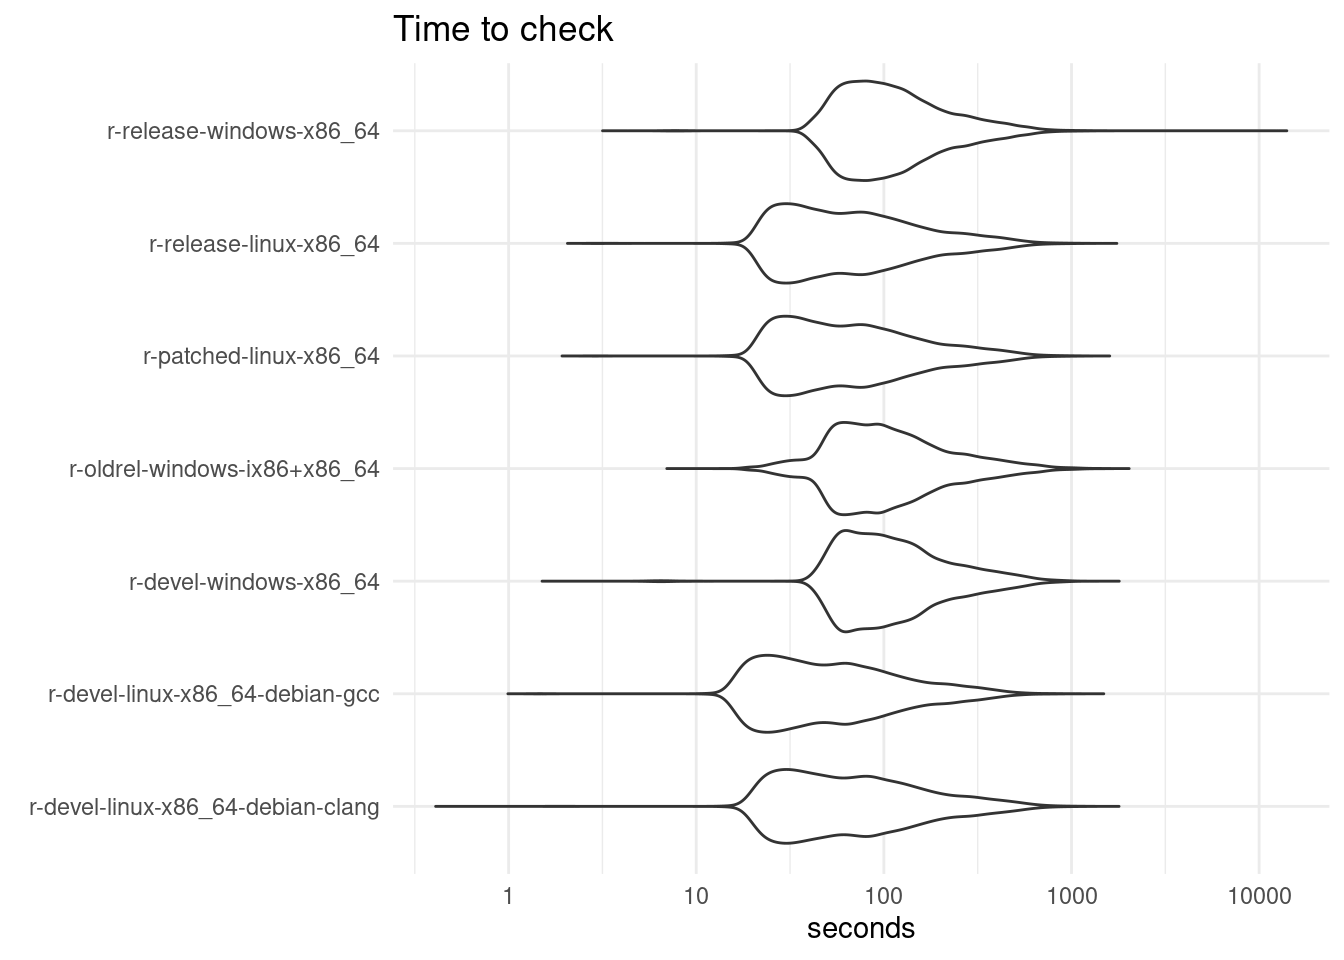 Time to check
r-release-windows-x86_64
r-release-linux-x86_64
r-patched-linux-x86_64
r-oldrel-windows-ix86+x86_64
r-devel-windows-x86_64
r-devel-linux-x86_64-debian-gcc
r-devel-linux-x86_64-debian-clang
1 10 100 1000 10000
seconds